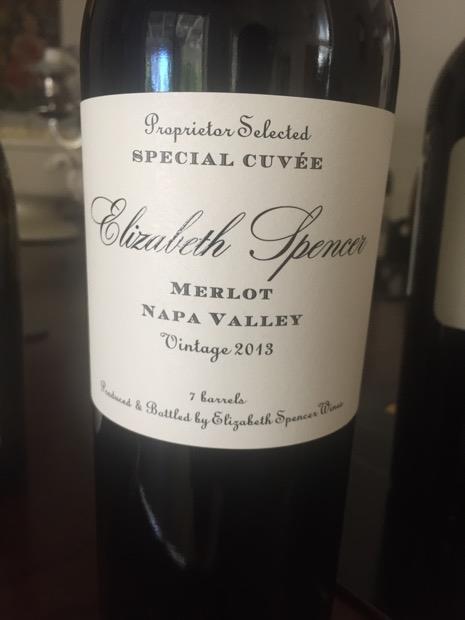 Proprietor Selected
SPECIAL CUVÉE
Elizabeth Spencer
MERLOT
NAPA VALLEY
Vintage 2013
7 barrels
Produced & Bottled by Elizabeth Spencer Wines